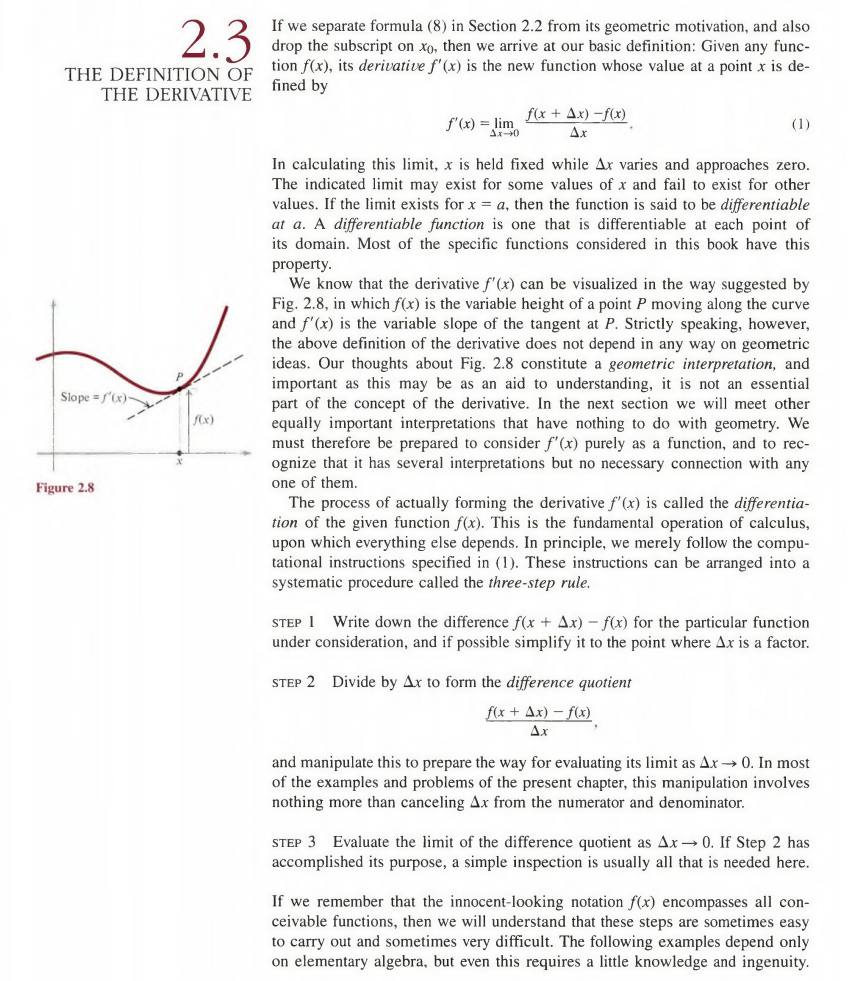 2.3
THE DEFINITION OF
THE DERIVATIVE
If we separate formula (8) in Section 2.2 from its geometric motivation, and also
drop the subscript on x₀, then we arrive at our basic definition: Given any func-
tion f(x), its derivative f′(x) is the new function whose value at a point x is de-
fined by
f′(x) = lim Δx→0 f(x + Δx) − f(x) / Δx . (1)
In calculating this limit, x is held fixed while Δx varies and approaches zero.
The indicated limit may exist for some values of x and fail to exist for other
values. If the limit exists for x = a, then the function is said to be differentiable
at a. A differentiable function is one that is differentiable at each point of
its domain. Most of the specific functions considered in this book have this
property.
We know that the derivative f′(x) can be visualized in the way suggested by
Fig. 2.8, in which f(x) is the variable height of a point P moving along the curve
and f′(x) is the variable slope of the tangent at P. Strictly speaking, however,
the above definition of the derivative does not depend in any way on geometric
ideas. Our thoughts about Fig. 2.8 constitute a geometric interpretation, and
important as this may be as an aid to understanding, it is not an essential
part of the concept of the derivative. In the next section we will meet other
equally important interpretations that have nothing to do with geometry. We
must therefore be prepared to consider f′(x) purely as a function, and to rec-
ognize that it has several interpretations but no necessary connection with any
one of them.
P
Slope = f′(x)
f(x)
x
Figure 2.8
The process of actually forming the derivative f′(x) is called the differentia-
tion of the given function f(x). This is the fundamental operation of calculus,
upon which everything else depends. In principle, we merely follow the compu-
tational instructions specified in (1). These instructions can be arranged into a
systematic procedure called the three-step rule.
STEP 1 Write down the difference f(x + Δx) − f(x) for the particular function
under consideration, and if possible simplify it to the point where Δx is a factor.
STEP 2 Divide by Δx to form the difference quotient
f(x + Δx) − f(x) / Δx ,
and manipulate this to prepare the way for evaluating its limit as Δx → 0. In most
of the examples and problems of the present chapter, this manipulation involves
nothing more than canceling Δx from the numerator and denominator.
STEP 3 Evaluate the limit of the difference quotient as Δx → 0. If Step 2 has
accomplished its purpose, a simple inspection is usually all that is needed here.
If we remember that the innocent-looking notation f(x) encompasses all con-
ceivable functions, then we will understand that these steps are sometimes easy
to carry out and sometimes very difficult. The following examples depend only
on elementary algebra, but even this requires a little knowledge and ingenuity.